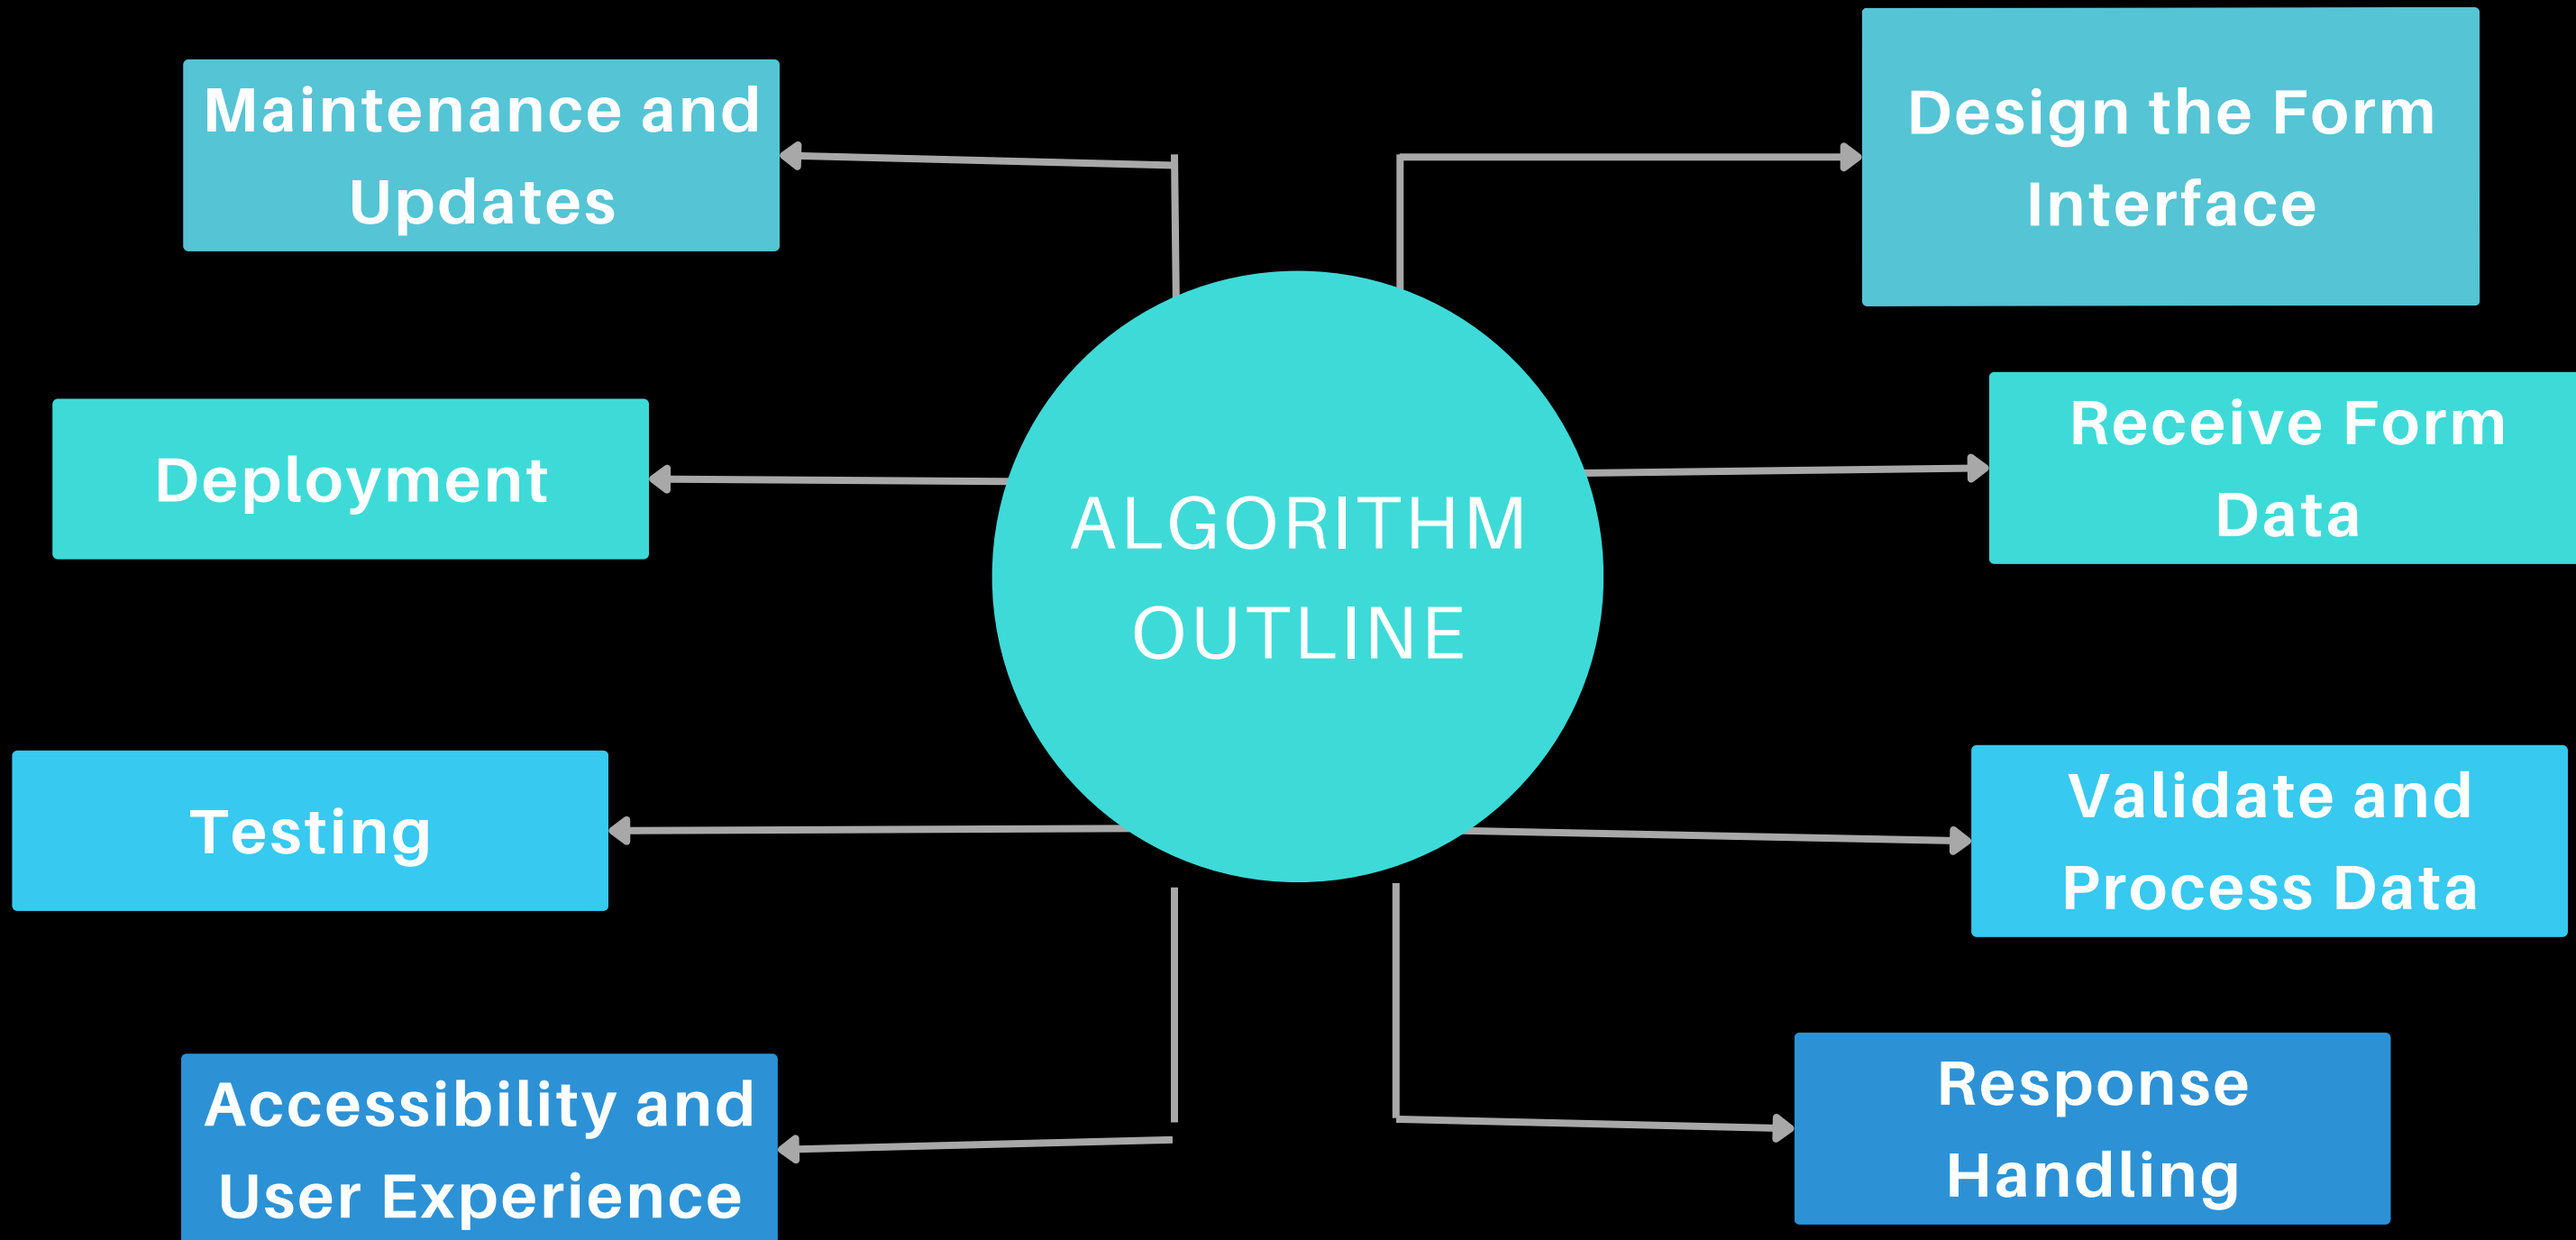 Maintenance and
Updates
Design the Form
Interface
Deployment
Receive Form
Data
ALGORITHM
OUTLINE
Testing
Validate and
Process Data
Accessibility and
User Experience
Response
Handling